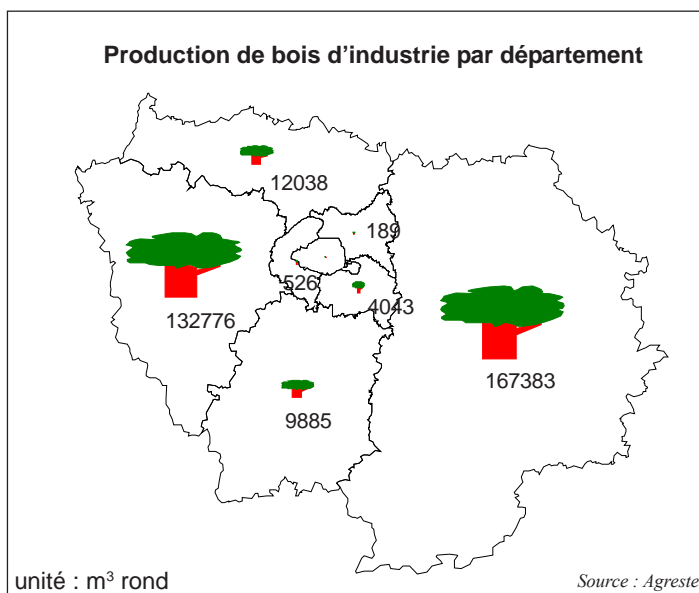 Production de bois d’industrie par département
12038
189
526
4043
132776
167383
9885
unité : m³ rond
Source : Agreste